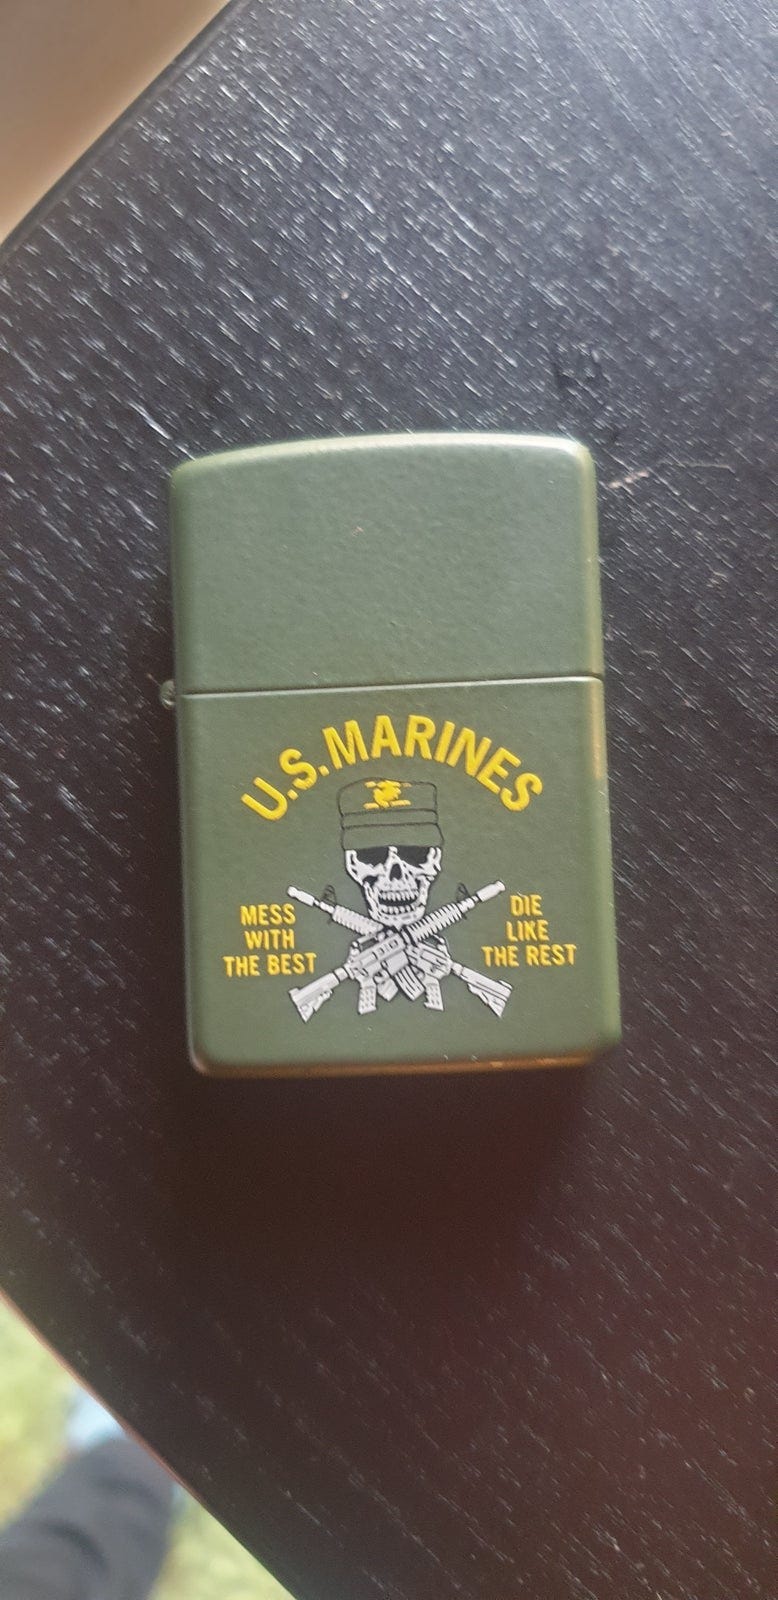 U.S. MARINES
MESS
WITH
THE BEST
DIE
LIKE
THE REST